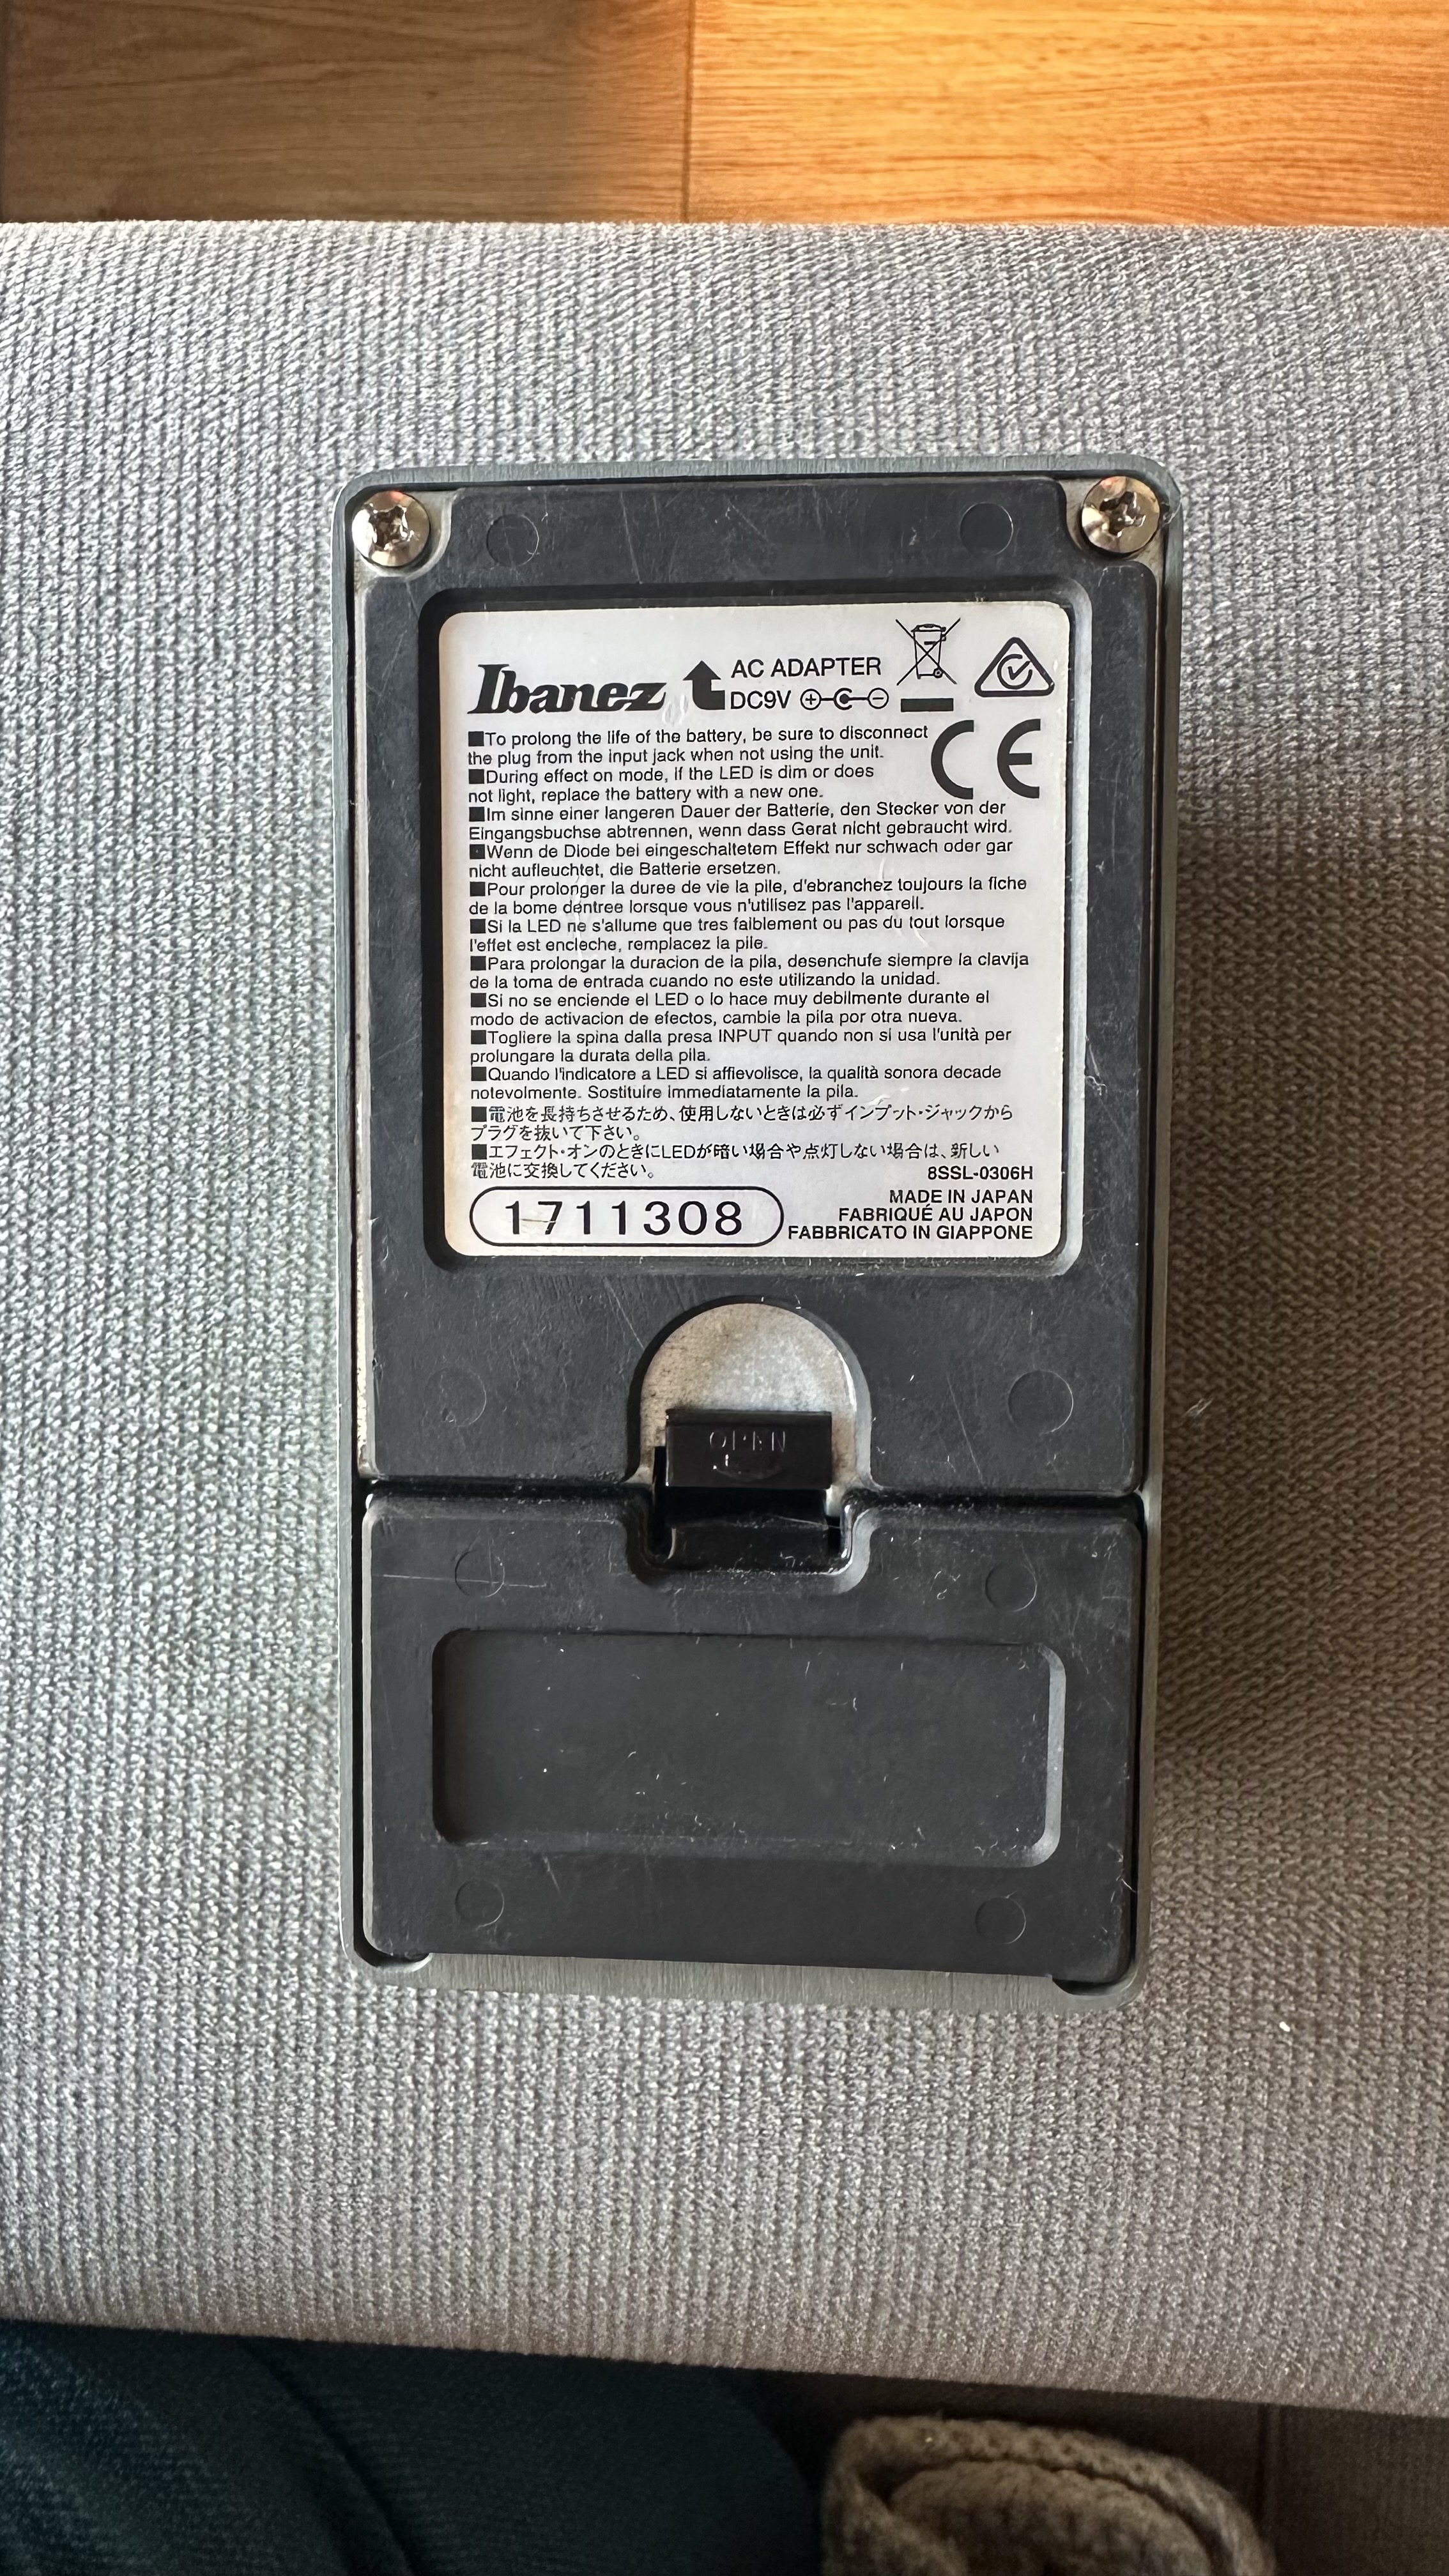 Ibanez AC ADAPTER
DC9V
■To prolong the life of the battery, be sure to disconnect
the plug from the input jack when not using the unit.
■During effect on mode, if the LED is dim or does
not light, replace the battery with a new one.
CE
■Im sinne einer langeren Dauer der Batterie, den Stecker von der
Eingangsbuchse abtrennen, wenn dass Gerat nicht gebraucht wird.
■Wenn de Diode bei eingeschaltetem Effekt nur schwach oder gar
nicht aufleuchtet, die Batterie ersetzen.
■Pour prolonger la duree de vie la pile, d'ebranchez toujours la fiche
de la borne dentree lorsque vous n'utilisez pas l'appareil.
■Si la LED ne s'allume que tres faiblement ou pas du tout lorsque
l'effet est encleche, remplacez la pile.
■Para prolongar la duracion de la pila, desenchufe siempre la clavija
de la toma de entrada cuando no este utilizando la unidad.
■Si no se enciende el LED o lo hace muy debilmente durante el
modo de activacion de efectos, cambie la pila por otra nueva.
■Togliere la spina dalla presa INPUT quando non si usa l'unità per
prolungare la durata della pila.
■Quando l'indicatore a LED si affievolisce, la qualità sonora decade
notevolmente. Sostituire immediatamente la pila.
■電池を長持ちさせるため、使用しないときは必ずインプット・ジャックから
プラグを抜いて下さい。
■エフェクト・オンのときにLEDが暗い場合や点灯しない場合は、新しい
電池に交換してください。
8SSL-0306H
1711308
MADE IN JAPAN
FABRIQUÉ AU JAPON
FABBRICATO IN GIAPPONE
OPEN